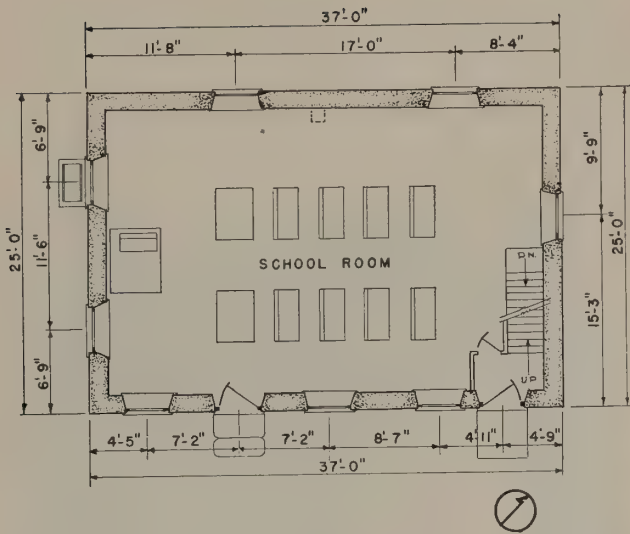 37'-0"
11'-8" 17'-0" 8'-4"
6'-9"
11'-6"
6'-9"
25'-0"
9'-9"
15'-3"
25'-0"
SCHOOL ROOM
DN.
UP
4'-5" 7'-2" 7'-2" 8'-7" 4'-11" 4'-9"
37'-0"